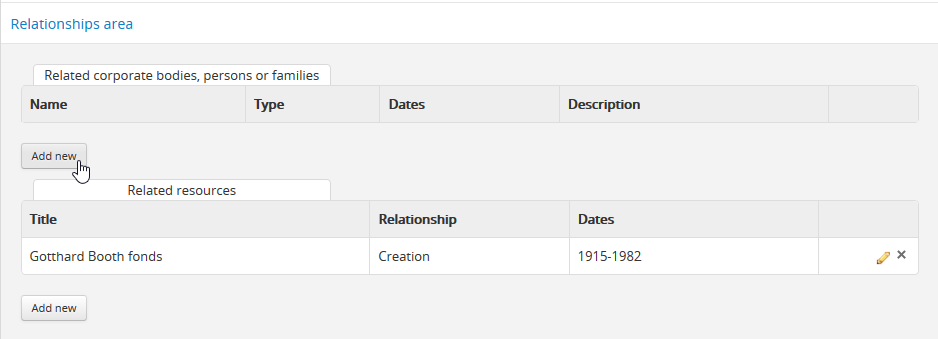 Relationships area
Related corporate bodies, persons or families
Name Type Dates Description
Add new
Related resources
Title Relationship Dates
Gotthard Booth fonds Creation 1915-1982
Add new